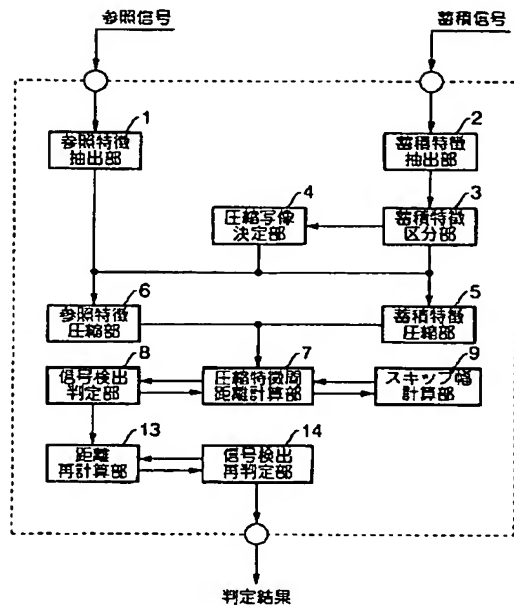 参照信号
蓄積信号
1
参照特徴
抽出部
2
蓄積特徴
抽出部
4
圧縮写像
決定部
3
蓄積特徴
区分部
6
参照特徴
圧縮部
5
蓄積特徴
圧縮部
8
信号検出
判定部
7
圧縮特徴間
距離計算部
9
スキップ幅
計算部
13
距離
再計算部
14
信号検出
再判定部
判定結果